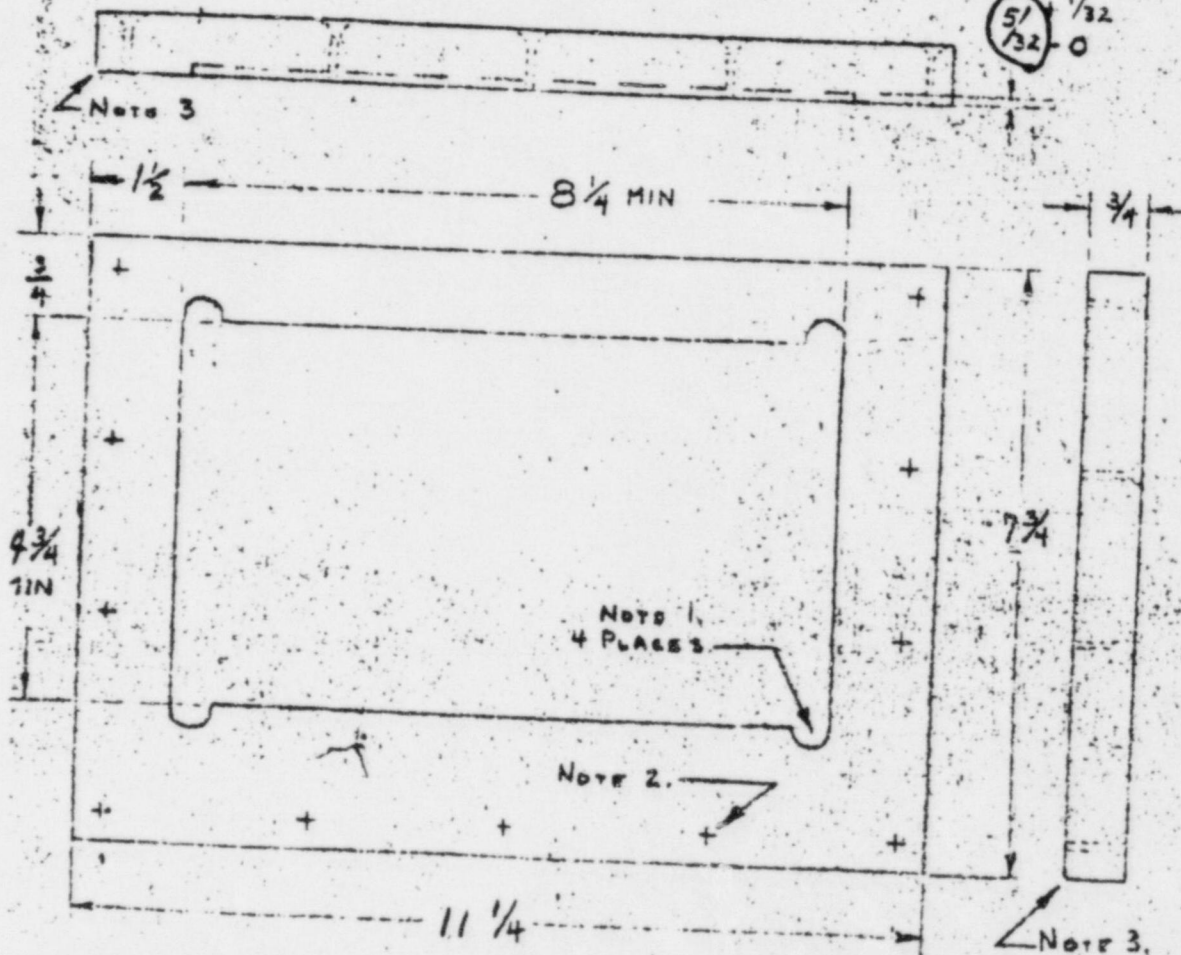 5/32 + 1/32
- 0
NOTE 3
1 1/2
8 1/4 MIN
3/4
3/4
4 3/4
MIN
7 3/4
NOTE 1.
4 PLACES
NOTE 2.
11 1/4
NOTE 3.